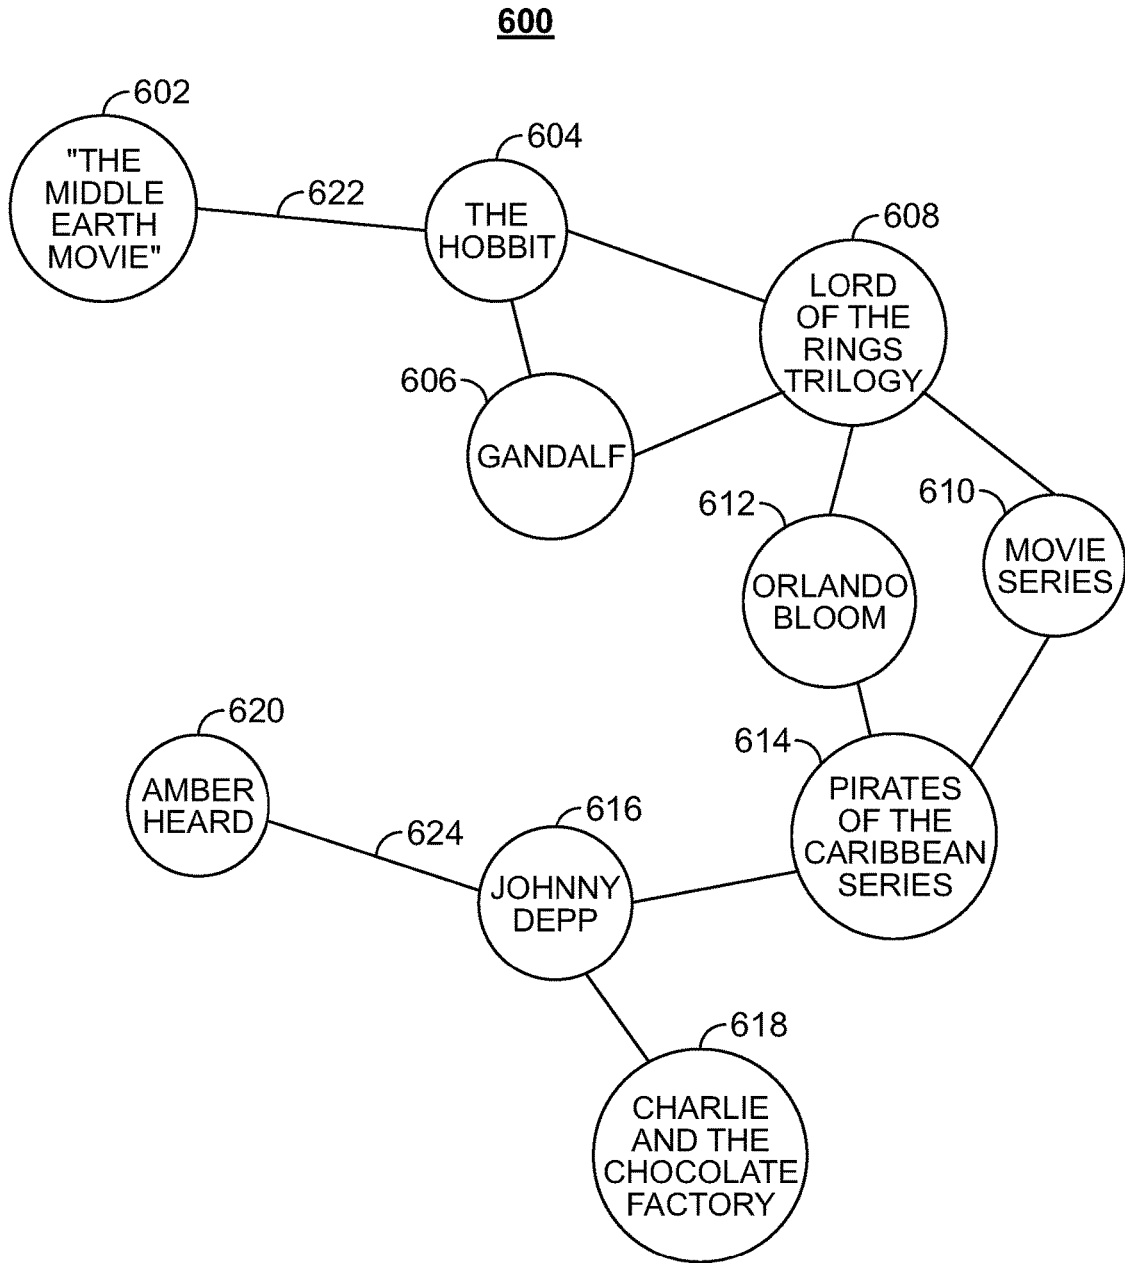 600
602
"THE
MIDDLE
EARTH
MOVIE"
622
604
THE
HOBBIT
608
LORD
OF THE
RINGS
TRILOGY
606
GANDALF
612
ORLANDO
BLOOM
610
MOVIE
SERIES
620
AMBER
HEARD
624
616
JOHNNY
DEPP
614
PIRATES
OF THE
CARIBBEAN
SERIES
618
CHARLIE
AND THE
CHOCOLATE
FACTORY